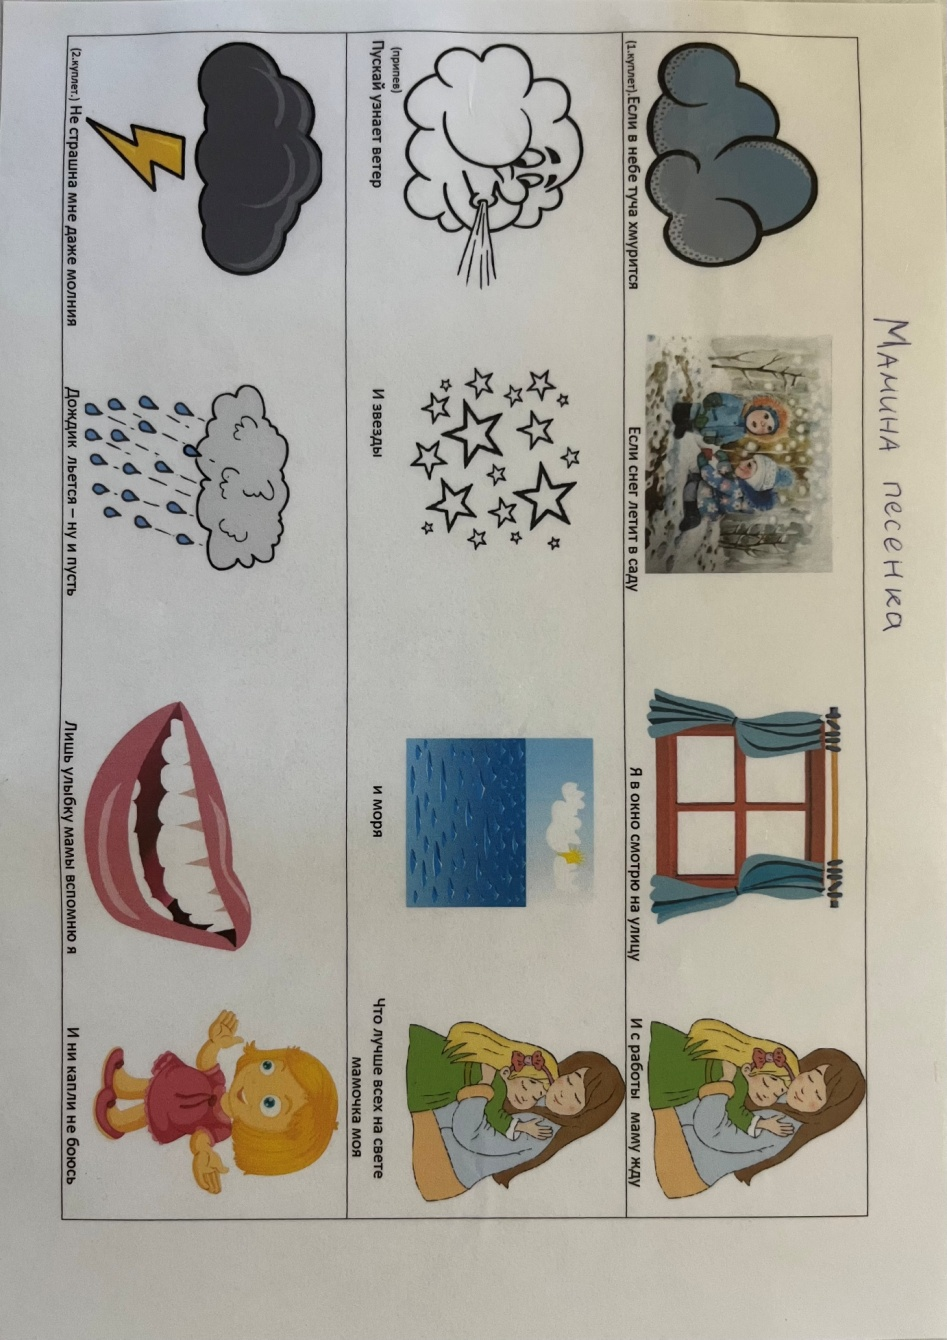 Мамина песенка
(1.куплет).Если в небе туча хмурится
Если снег летит в саду
Я в окно смотрю на улицу
И с работы маму жду
(припев)
Пускай узнает ветер
И звезды
и моря
Что лучше всех на свете
мамочка моя
(2.куплет.) Не страшна мне даже молния
Дождик льется – ну и пусть
Лишь улыбку мамы вспомню я
И ни капли не боюсь